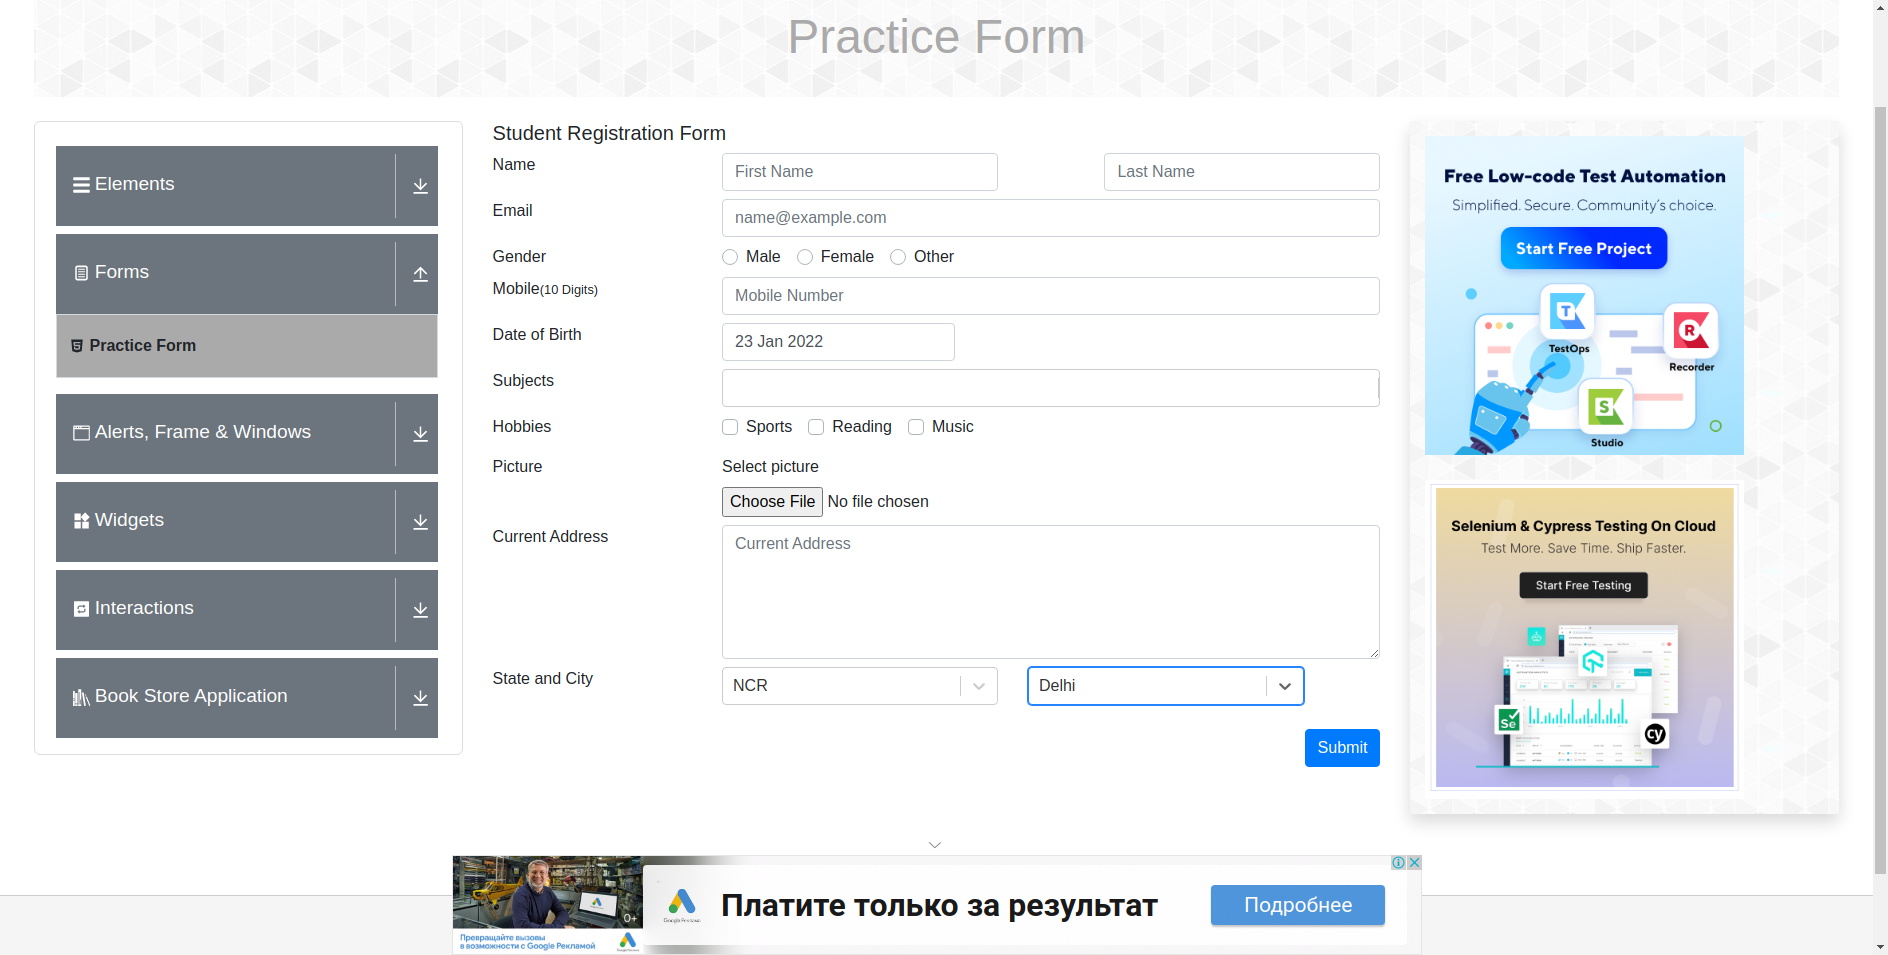 Practice Form
Elements
Forms
Practice Form
Alerts, Frame & Windows
Widgets
Interactions
Book Store Application
Student Registration Form
Name
First Name
Last Name
Email
name@example.com
Gender
Male
Female
Other
Mobile(10 Digits)
Mobile Number
Date of Birth
23 Jan 2022
Subjects
Hobbies
Sports
Reading
Music
Picture
Select picture
Choose File No file chosen
Current Address
Current Address
State and City
NCR
Delhi
Submit
Free Low-code Test Automation
Simplified. Secure. Community's choice.
Start Free Project
T
TestOps
R
Recorder
S
Studio
Selenium & Cypress Testing On Cloud
Test More. Save Time. Ship Faster.
Start Free Testing
Se
cy
0+
Превращайте вызовы
в возможности с Google Рекламой
Google Реклама
Платите только за результат
Подробнее